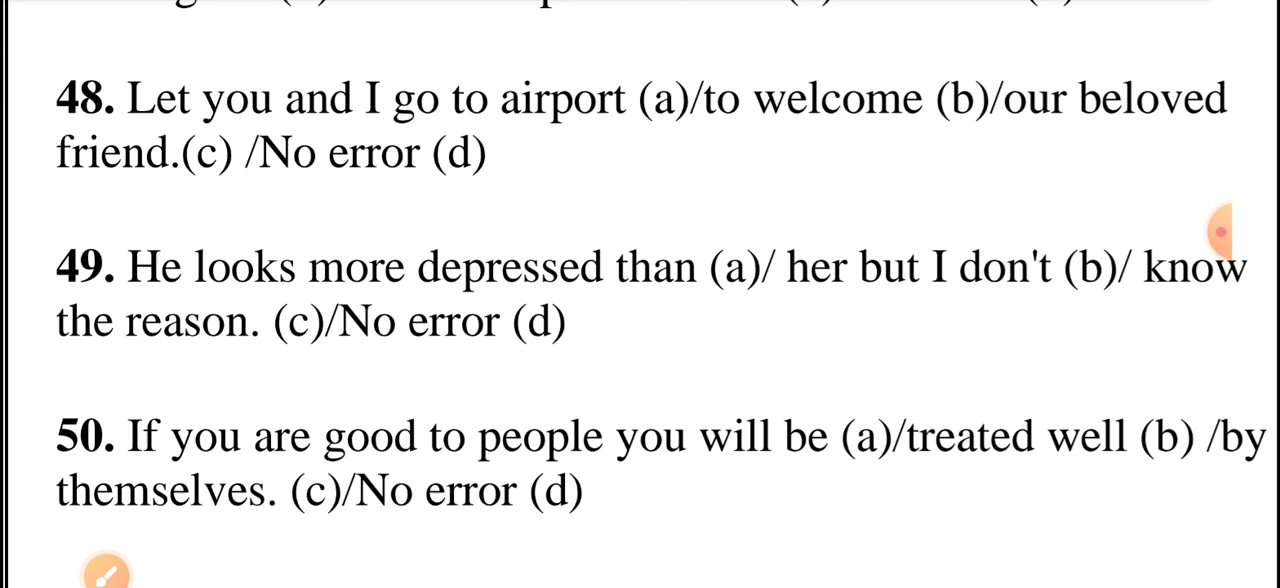 48. Let you and I go to airport (a)/to welcome (b)/our beloved
friend.(c) /No error (d)
49. He looks more depressed than (a)/ her but I don't (b)/ know
the reason. (c)/No error (d)
50. If you are good to people you will be (a)/treated well (b) /by
themselves. (c)/No error (d)